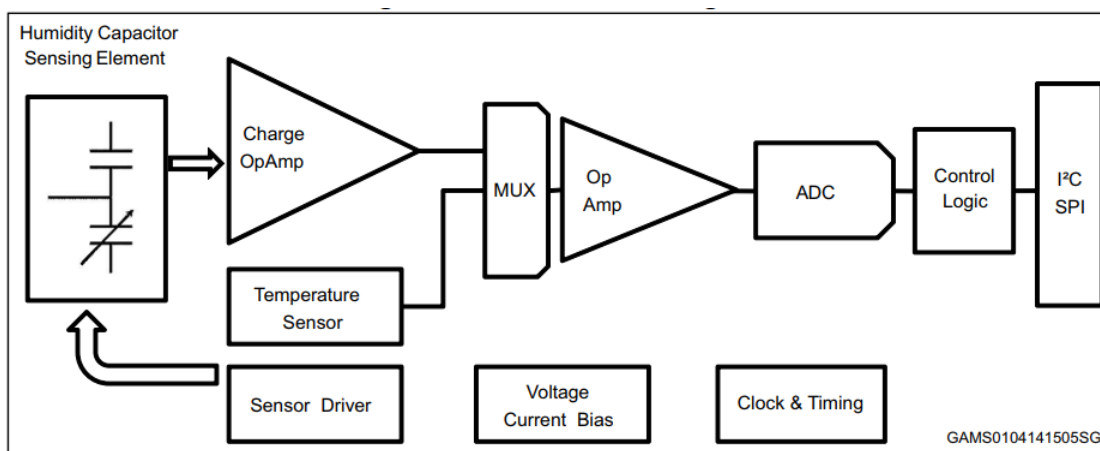 Humidity Capacitor
Sensing Element
Charge
OpAmp
MUX
Op
Amp
ADC
Control
Logic
I²C
SPI
Temperature
Sensor
Sensor Driver
Voltage
Current Bias
Clock & Timing
GAMS0104141505SG